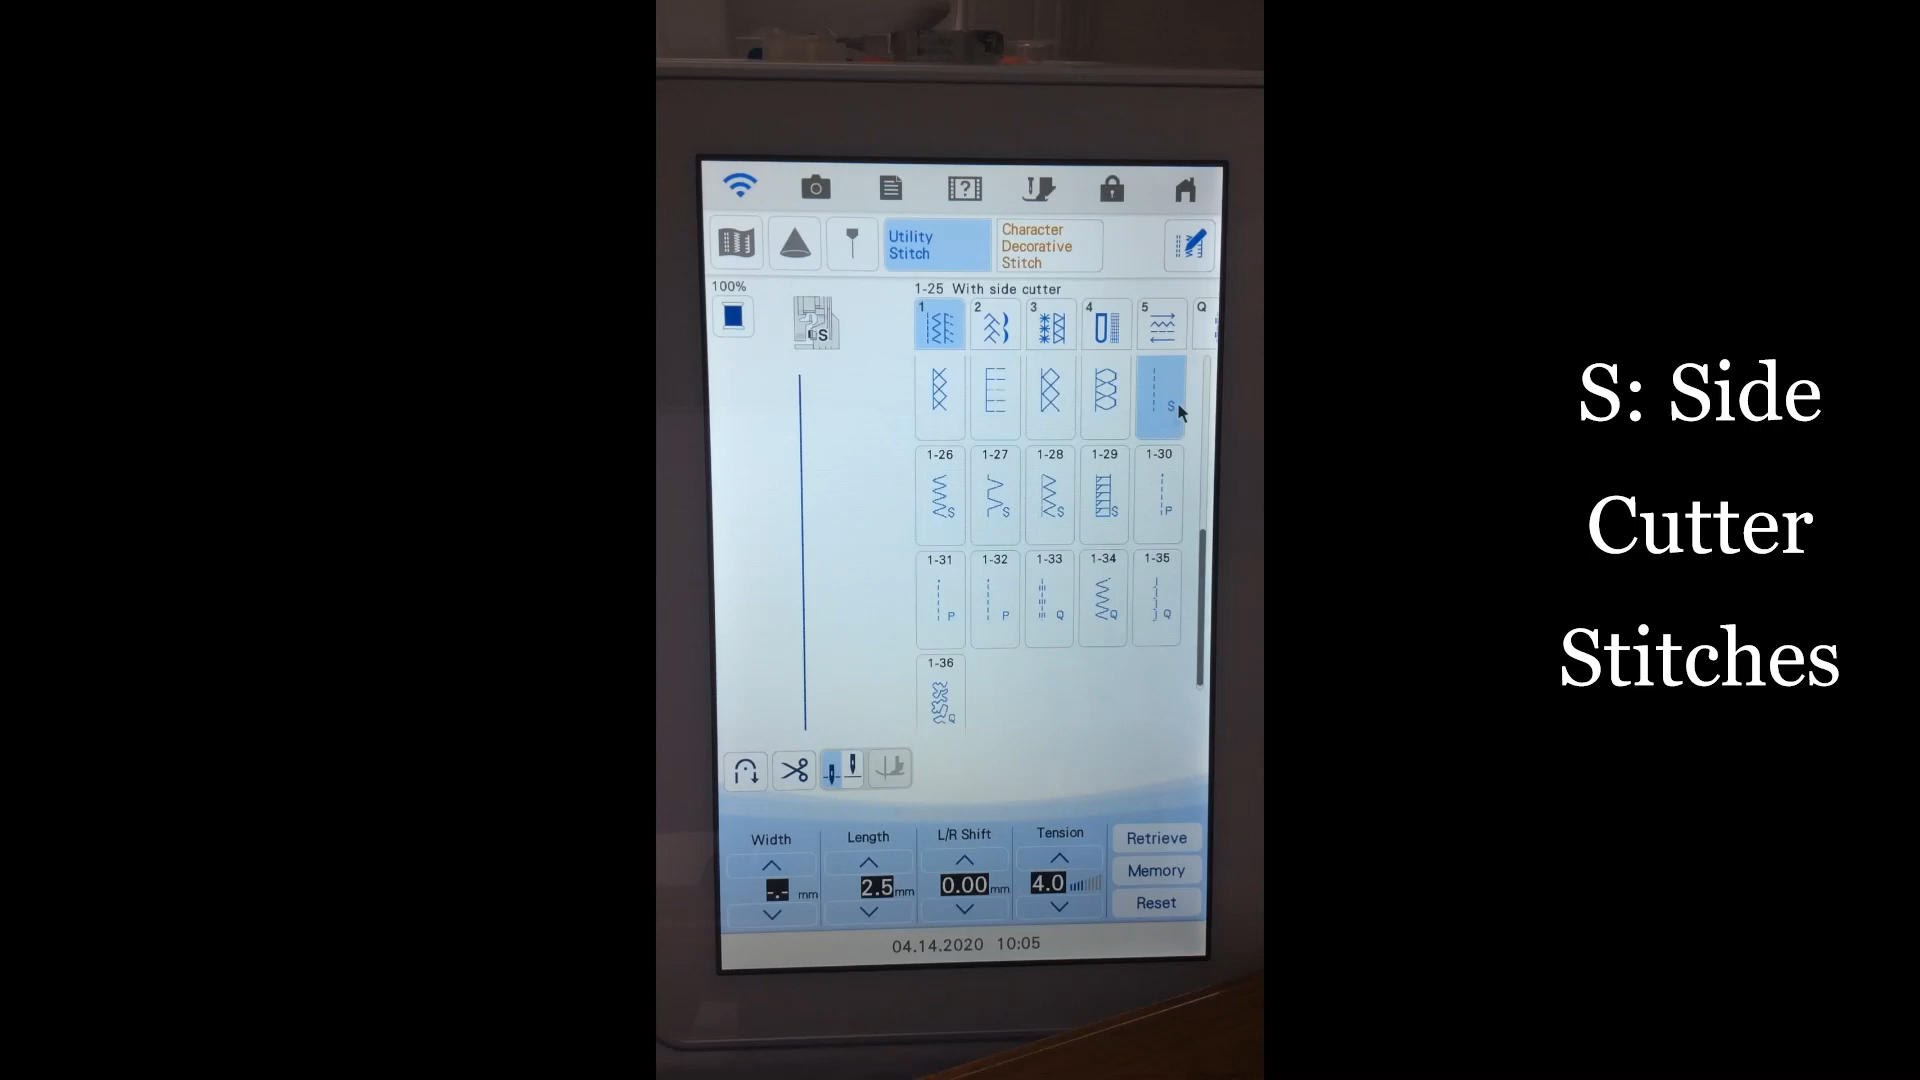 Utility
Stitch
Character
Decorative
Stitch
100%
1-25 With side cutter
1
2
3
4
5
Q
S
S
1-26
1-27
1-28
1-29
1-30
S
S
S
S
P
1-31
1-32
1-33
1-34
1-35
P
P
Q
Q
Q
1-36
Q
Width
Length
L/R Shift
Tension
-.- mm
2.5 mm
0.00 mm
4.0
Retrieve
Memory
Reset
04.14.2020 10:05
S: Side
Cutter
Stitches